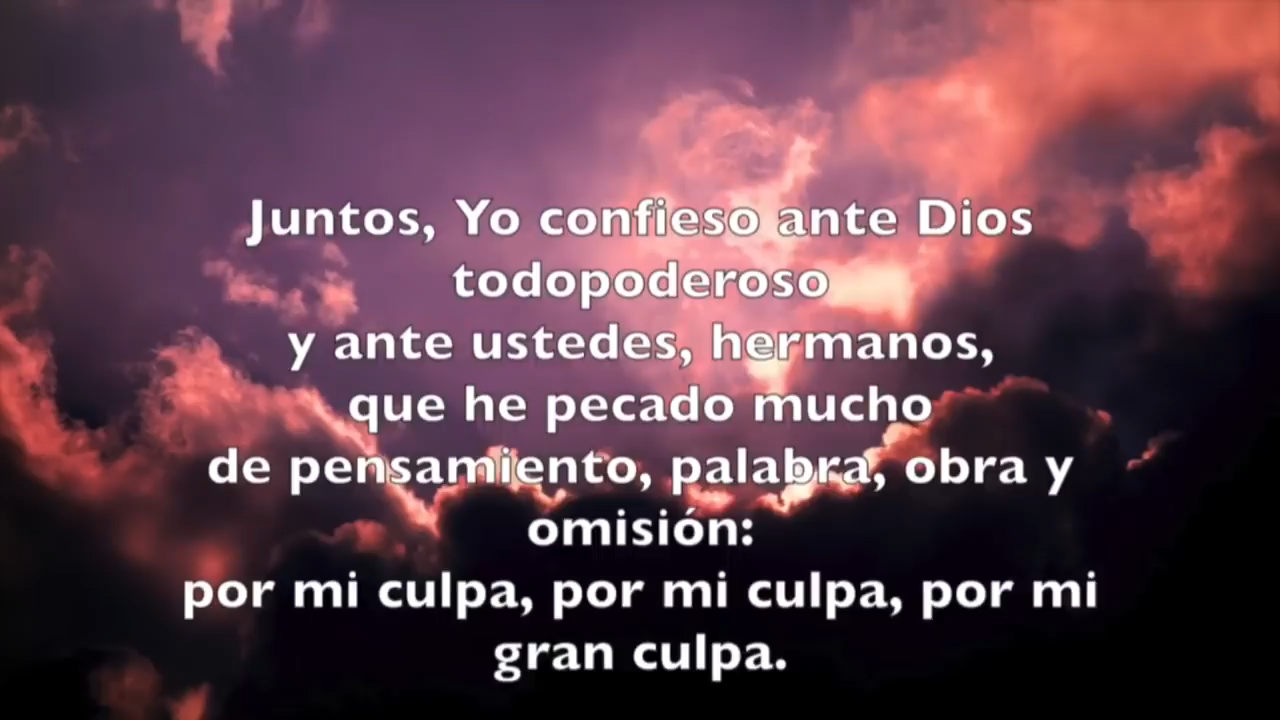 Juntos, Yo confieso ante Dios
todopoderoso
y ante ustedes, hermanos,
que he pecado mucho
de pensamiento, palabra, obra y
omisión:
por mi culpa, por mi culpa, por mi
gran culpa.